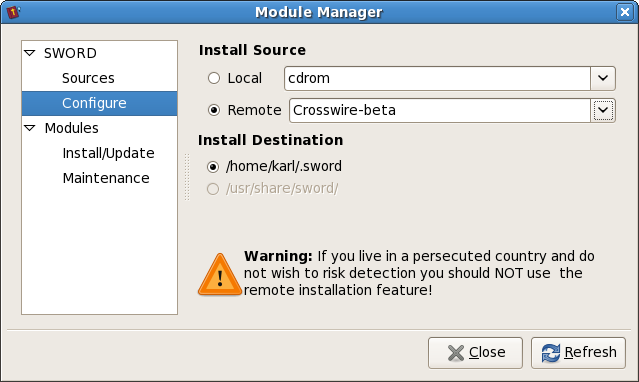 Module Manager
SWORD
Sources
Configure
Modules
Install/Update
Maintenance
Install Source
Local
cdrom
Remote
Crosswire-beta
Install Destination
/home/karl/.sword
/usr/share/sword/
Warning: If you live in a persecuted country and do
not wish to risk detection you should NOT use  the
remote installation feature!
Close
Refresh